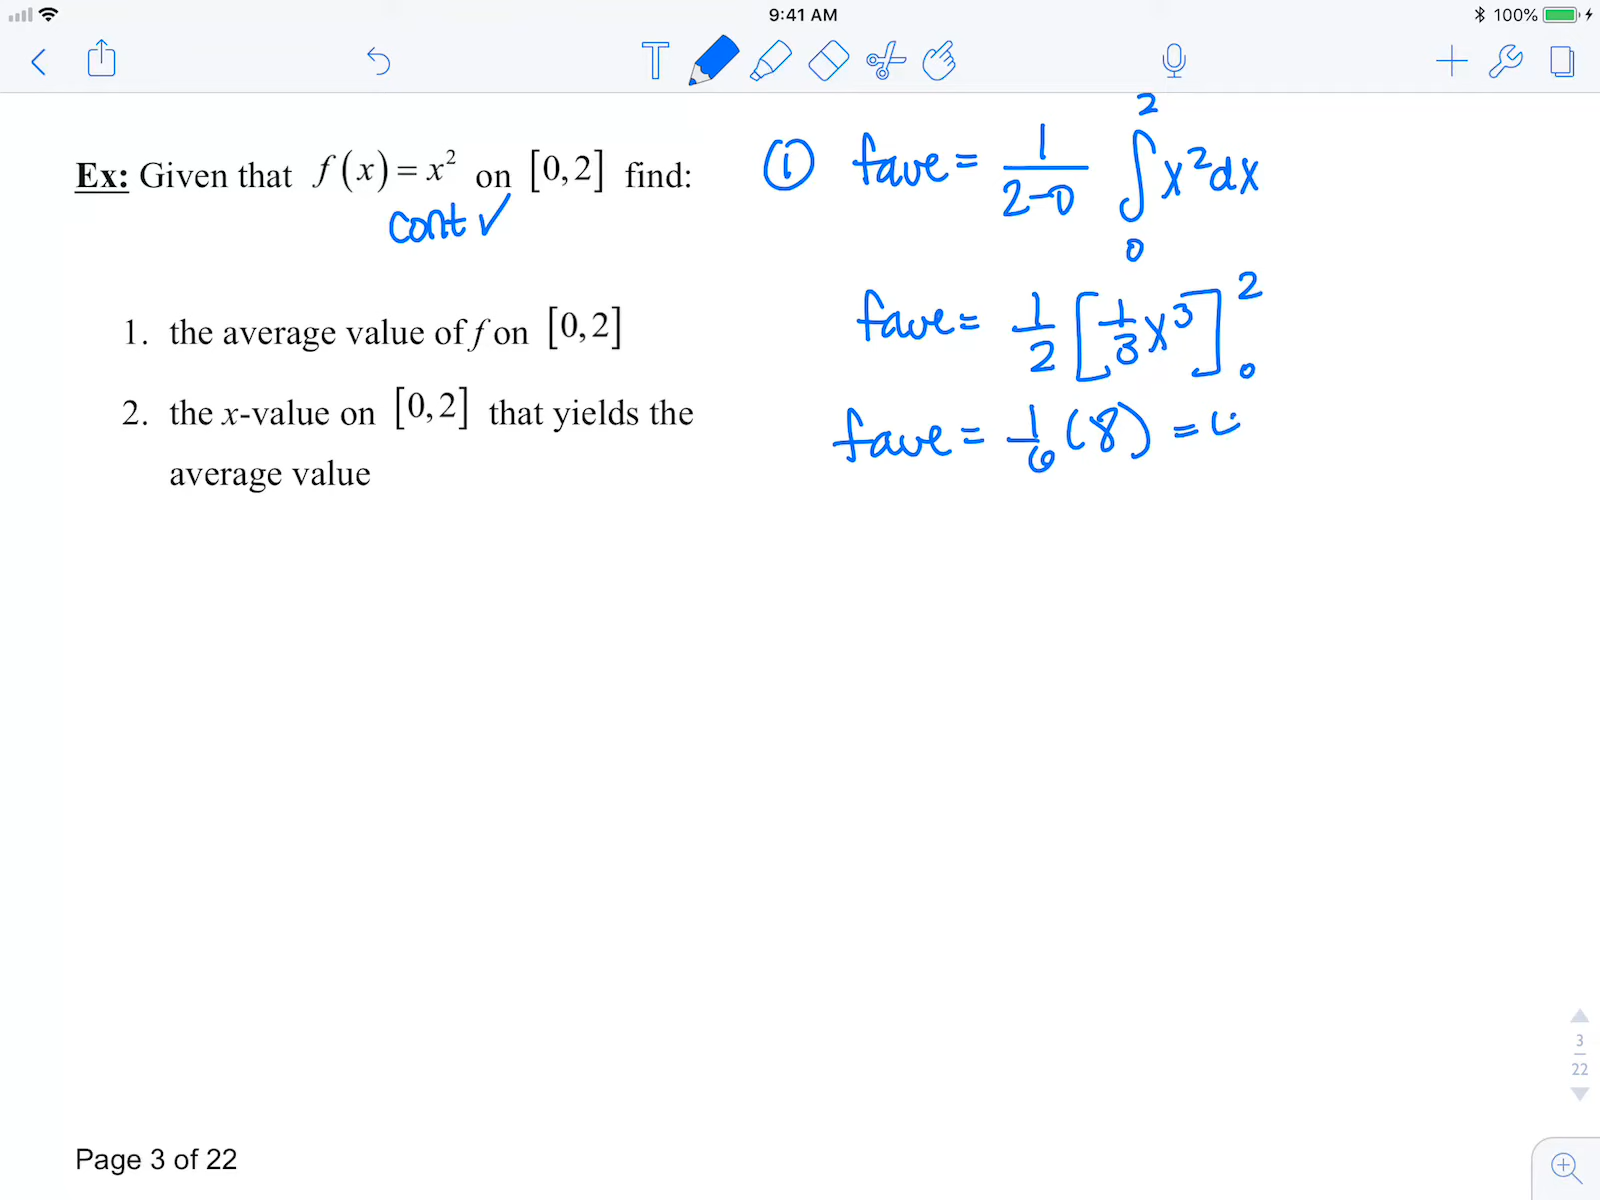 9:41 AM
100%
T
Ex: Given that f(x) = x² on [0,2] find:
cont ✓
1. the average value of f on [0,2]
2. the x-value on [0,2] that yields the
average value
① fave = 1/(2-0) ∫₀² x² dx
fave = 1/2 [1/3 x³]₀²
fave = 1/6 (8) =
3
22
Page 3 of 22